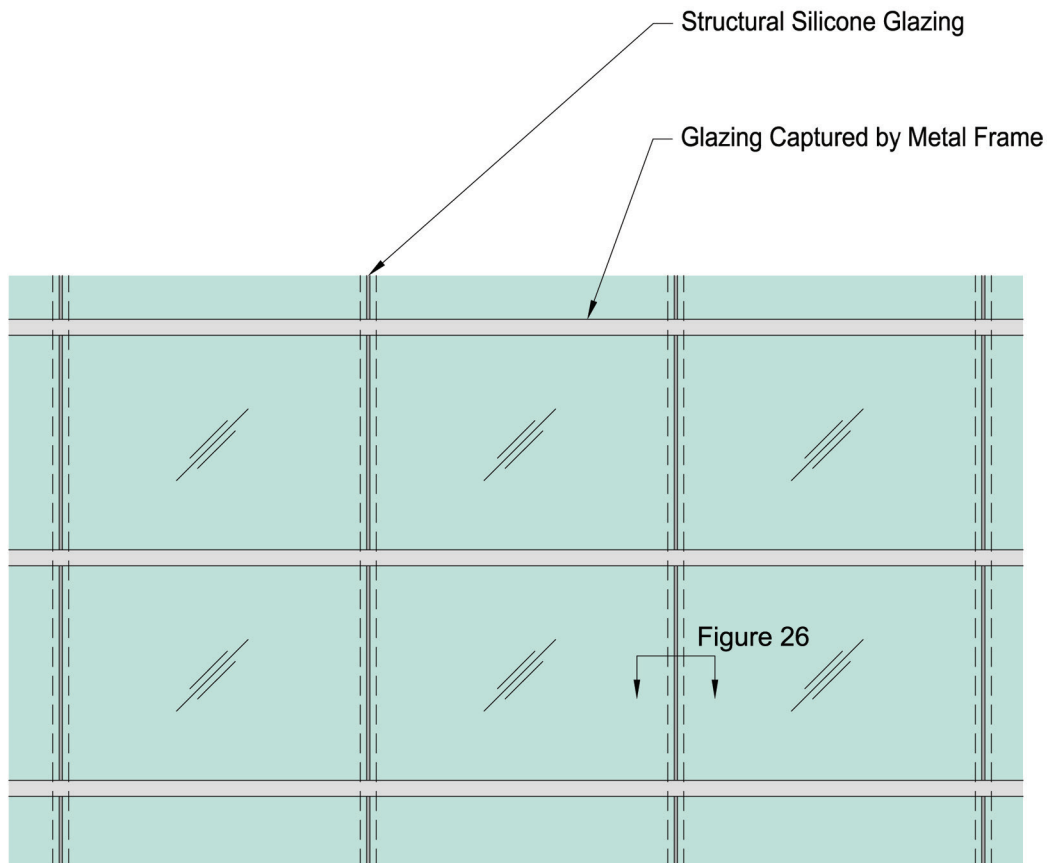 Structural Silicone Glazing
Glazing Captured by Metal Frame
Figure 26